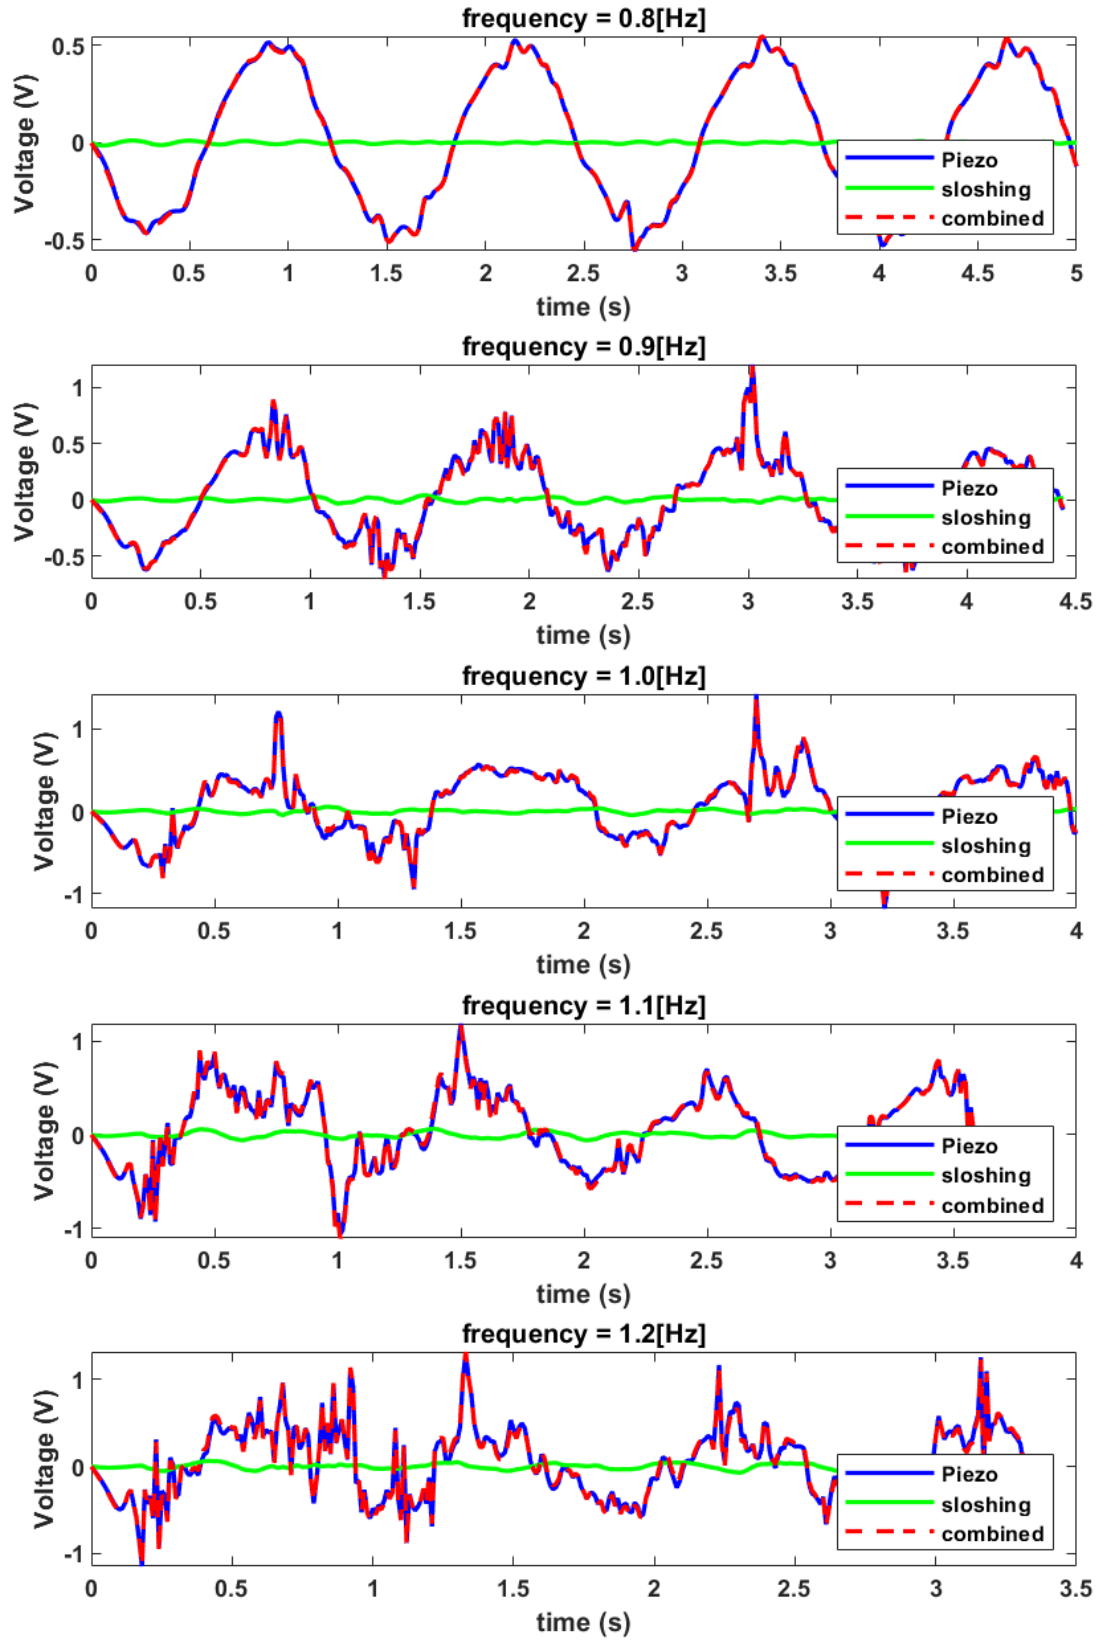 frequency = 0.8[Hz]
0.5
0
-0.5
Voltage (V)
Piezo
sloshing
combined
0 0.5 1 1.5 2 2.5 3 3.5 4 4.5 5
time (s)
frequency = 0.9[Hz]
1
0.5
0
-0.5
Voltage (V)
Piezo
sloshing
combined
0 0.5 1 1.5 2 2.5 3 3.5 4 4.5
time (s)
frequency = 1.0[Hz]
1
0
-1
Voltage (V)
Piezo
sloshing
combined
0 0.5 1 1.5 2 2.5 3 3.5 4
time (s)
frequency = 1.1[Hz]
1
0
-1
Voltage (V)
Piezo
sloshing
combined
0 0.5 1 1.5 2 2.5 3 3.5 4
time (s)
frequency = 1.2[Hz]
1
0
-1
Voltage (V)
Piezo
sloshing
combined
0 0.5 1 1.5 2 2.5 3 3.5
time (s)